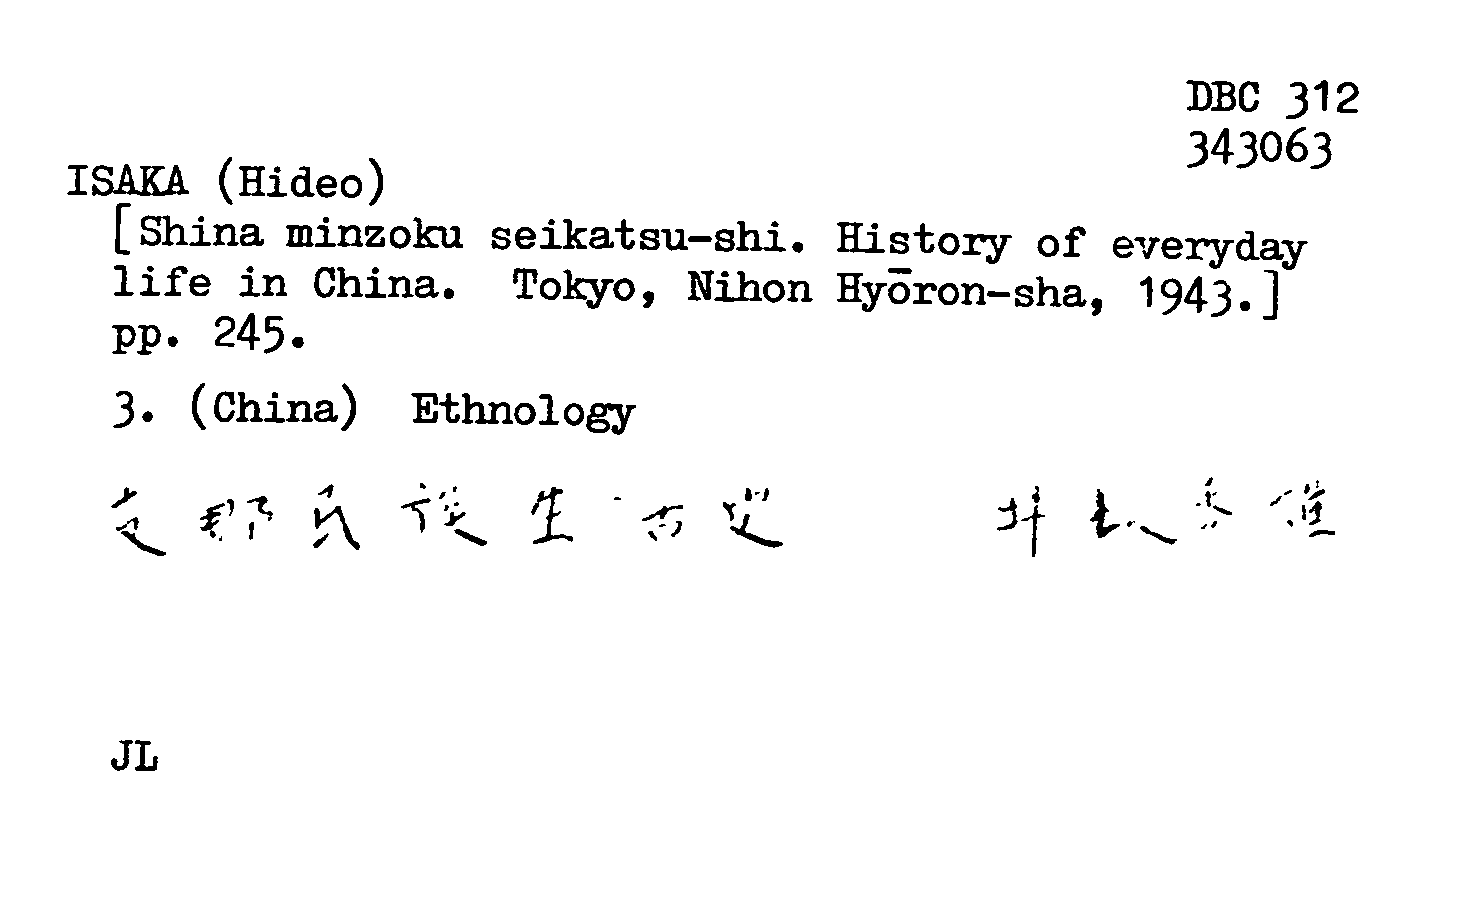 DBC 312
343063
ISAKA (Hideo)
[Shina minzoku seikatsu-shi. History of everyday
life in China. Tokyo, Nihon Hyōron-sha, 1943.]
pp. 245.
3. (China) Ethnology
支那民族生活史 井坂秀雄
JL